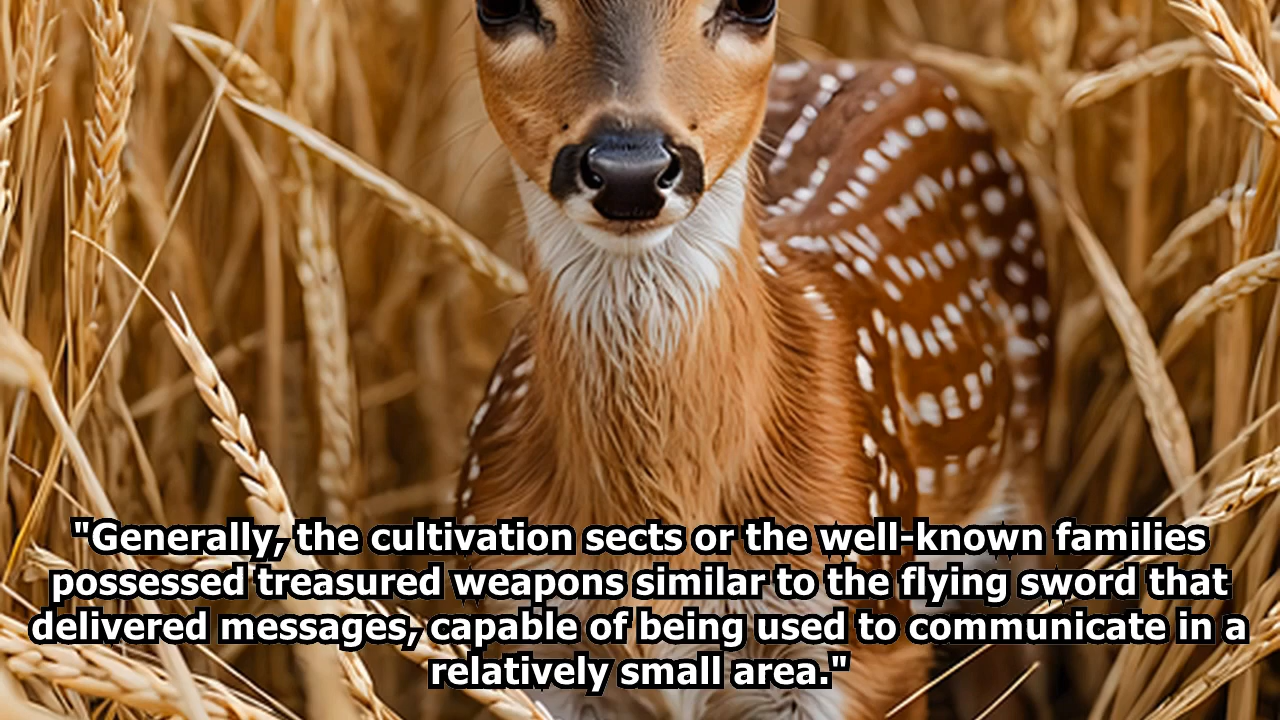 "Generally, the cultivation sects or the well-known families
possessed treasured weapons similar to the flying sword that
delivered messages, capable of being used to communicate in a
relatively small area."